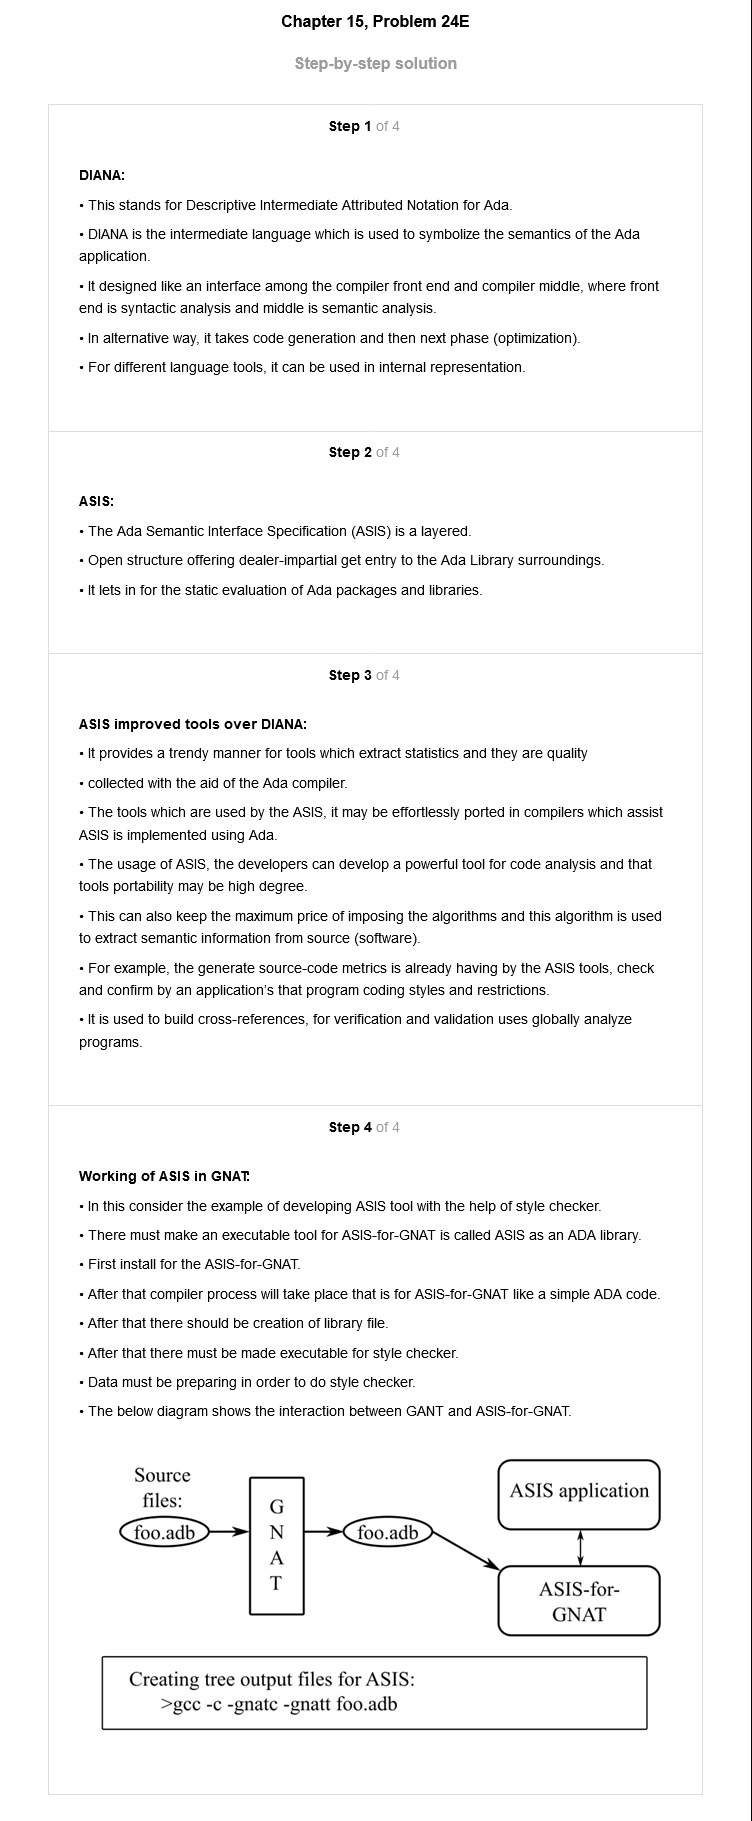 Chapter 15, Problem 24E
Step-by-step solution
Step 1 of 4
DIANA:
• This stands for Descriptive Intermediate Attributed Notation for Ada.
• DIANA is the intermediate language which is used to symbolize the semantics of the Ada
application.
• It designed like an interface among the compiler front end and compiler middle, where front
end is syntactic analysis and middle is semantic analysis.
• In alternative way, it takes code generation and then next phase (optimization).
• For different language tools, it can be used in internal representation.
Step 2 of 4
ASIS:
• The Ada Semantic Interface Specification (ASIS) is a layered.
• Open structure offering dealer-impartial get entry to the Ada Library surroundings.
• It lets in for the static evaluation of Ada packages and libraries.
Step 3 of 4
ASIS improved tools over DIANA:
• It provides a trendy manner for tools which extract statistics and they are quality
• collected with the aid of the Ada compiler.
• The tools which are used by the ASIS, it may be effortlessly ported in compilers which assist
ASIS is implemented using Ada.
• The usage of ASIS, the developers can develop a powerful tool for code analysis and that
tools portability may be high degree.
• This can also keep the maximum price of imposing the algorithms and this algorithm is used
to extract semantic information from source (software).
• For example, the generate source-code metrics is already having by the ASIS tools, check
and confirm by an application's that program coding styles and restrictions.
• It is used to build cross-references, for verification and validation uses globally analyze
programs.
Step 4 of 4
Working of ASIS in GNAT:
• In this consider the example of developing ASIS tool with the help of style checker.
• There must make an executable tool for ASIS-for-GNAT is called ASIS as an ADA library.
• First install for the ASIS-for-GNAT.
• After that compiler process will take place that is for ASIS-for-GNAT like a simple ADA code.
• After that there should be creation of library file.
• After that there must be made executable for style checker.
• Data must be preparing in order to do style checker.
• The below diagram shows the interaction between GANT and ASIS-for-GNAT.
Source
files:
foo.adb
G
N
A
T
foo.adb
ASIS application
ASIS-for-
GNAT
Creating tree output files for ASIS:
>gcc -c -gnatc -gnatt foo.adb